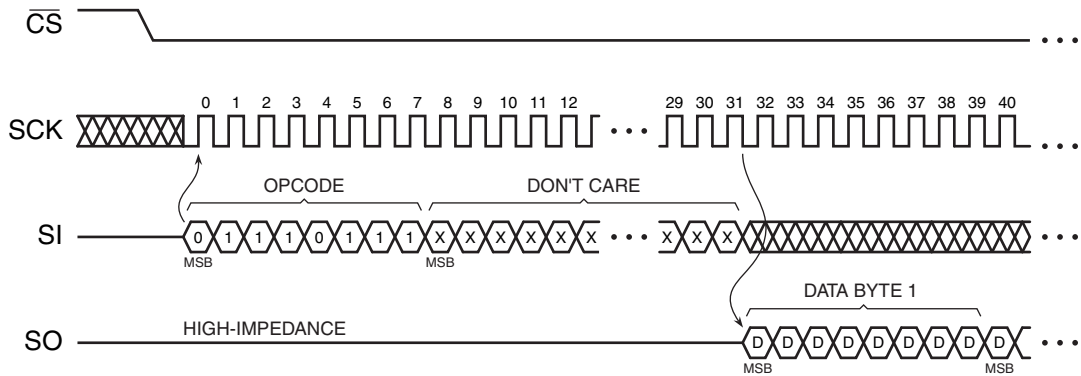 CS
SCK
0 1 2 3 4 5 6 7 8 9 10 11 12 29 30 31 32 33 34 35 36 37 38 39 40
OPCODE DON'T CARE
SI
0 1 1 1 0 1 1 1 X X X X X X X X X
MSB MSB
DATA BYTE 1
SO
HIGH-IMPEDANCE
D D D D D D D D D
MSB MSB